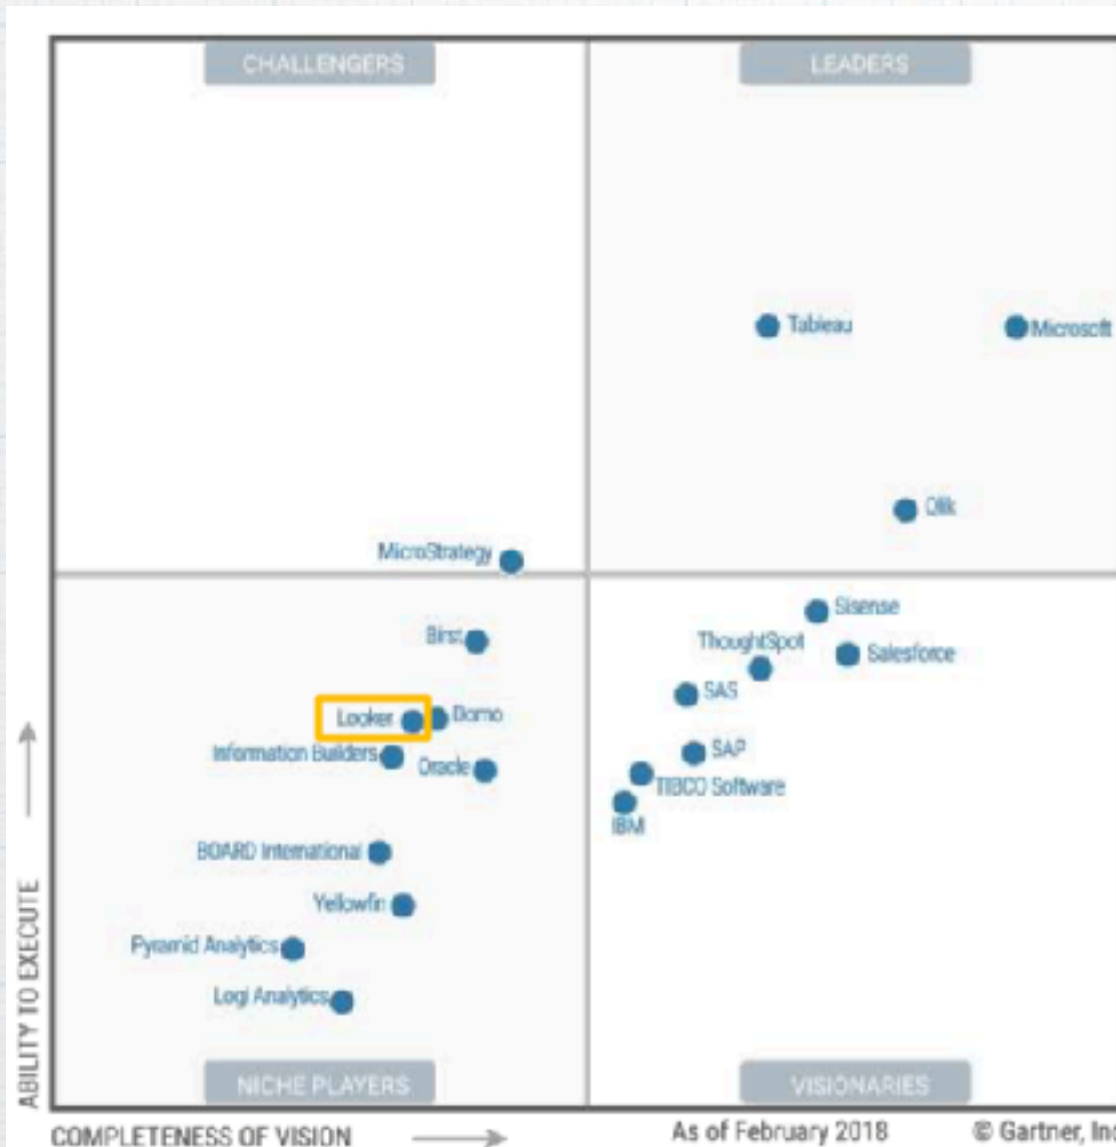 CHALLENGERS
LEADERS
Tableau
Microsoft
Qlik
MicroStrategy
Sisense
Birst
ThoughtSpot
Salesforce
SAS
Looker
Domo
Information Builders
Oracle
SAP
TIBCO Software
IBM
BOARD International
Yellowfin
Pyramid Analytics
Logi Analytics
NICHE PLAYERS
VISIONARIES
ABILITY TO EXECUTE
COMPLETENESS OF VISION
As of February 2018
© Gartner, In